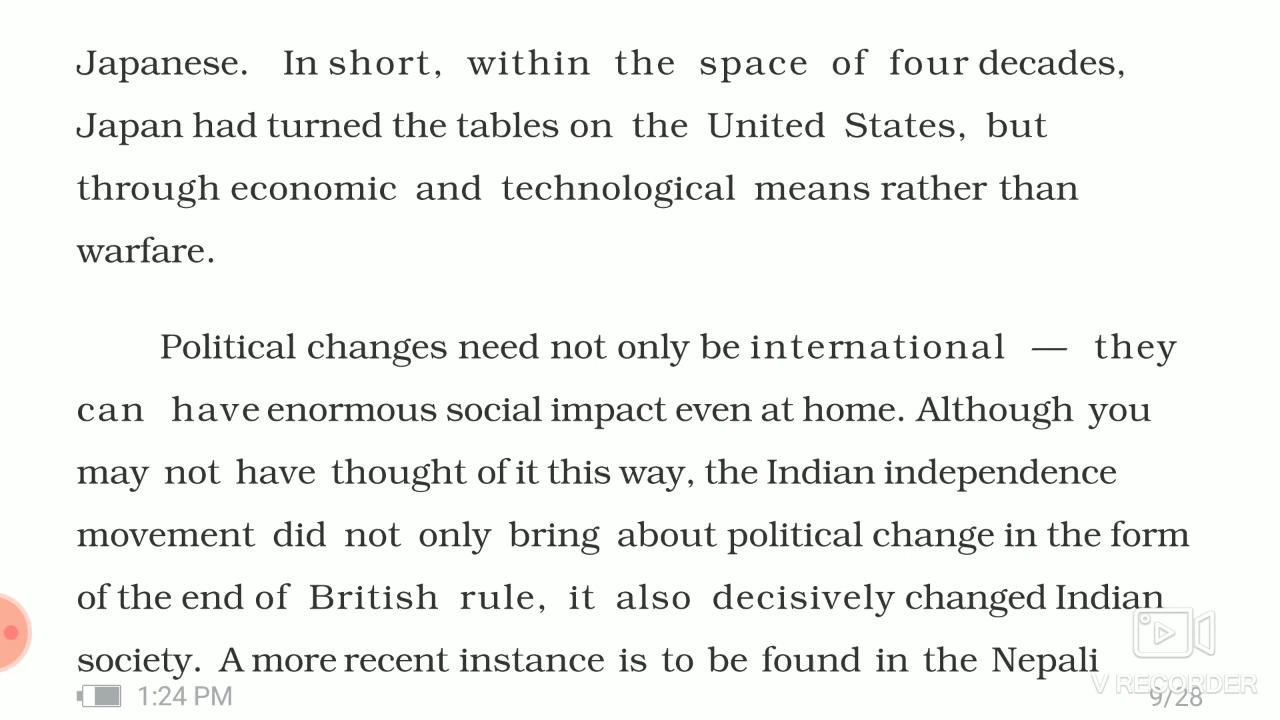 Japanese. In short, within the space of four decades,
Japan had turned the tables on the United States, but
through economic and technological means rather than
warfare.
Political changes need not only be international — they
can have enormous social impact even at home. Although you
may not have thought of it this way, the Indian independence
movement did not only bring about political change in the form
of the end of British rule, it also decisively changed Indian
society. A more recent instance is to be found in the Nepali
1:24 PM
V RECORDER
9/28